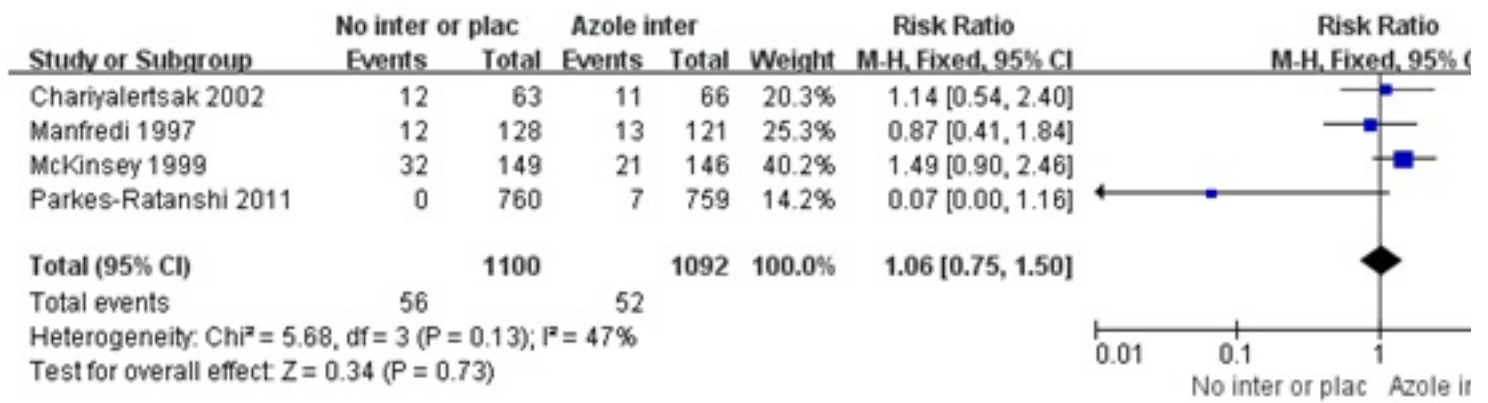 No inter or plac Azole inter Risk Ratio Risk Ratio
Study or Subgroup Events Total Events Total Weight M-H, Fixed, 95% CI M-H, Fixed, 95% C
Chariyalertsak 2002 12 63 11 66 20.3% 1.14 [0.54, 2.40]
Manfredi 1997 12 128 13 121 25.3% 0.87 [0.41, 1.84]
McKinsey 1999 32 149 21 146 40.2% 1.49 [0.90, 2.46]
Parkes-Ratanshi 2011 0 760 7 759 14.2% 0.07 [0.00, 1.16]
Total (95% CI) 1100 1092 100.0% 1.06 [0.75, 1.50]
Total events 56 52
Heterogeneity: Chi² = 5.68, df = 3 (P = 0.13); I² = 47%
Test for overall effect: Z = 0.34 (P = 0.73)
0.01 0.1 1
No inter or plac Azole in